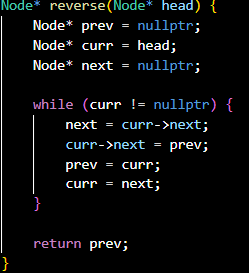 Node* reverse(Node* head) {
    Node* prev = nullptr;
    Node* curr = head;
    Node* next = nullptr;

    while (curr != nullptr) {
        next = curr->next;
        curr->next = prev;
        prev = curr;
        curr = next;
    }

    return prev;
}